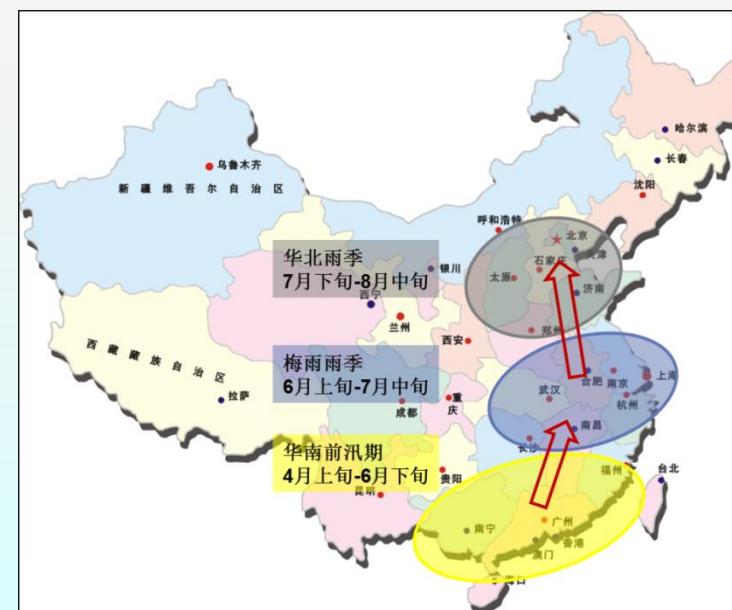 哈尔滨
长春
乌鲁木齐
沈阳
新疆维吾尔自治区
呼和浩特
北京
天津
华北雨季
7月下旬-8月中旬
石家庄
银川
太原
济南
西宁
兰州
郑州
西安
西藏藏族自治区
梅雨雨季
6月上旬-7月中旬
合肥
南京
上海
拉萨
成都
重庆
武汉
杭州
南昌
长沙
华南前汛期
4月上旬-6月下旬
贵阳
福州
台北
昆明
广州
南宁
香港
澳门
海口